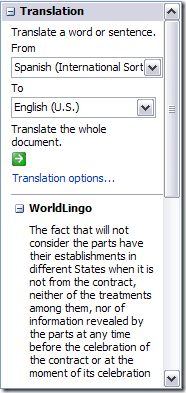 Translation
Translate a word or sentence.
From
Spanish (International Sort
To
English (U.S.)
Translate the whole
document.
Translation options...
WorldLingo
The fact that will not
consider the parts have
their establishments in
different States when it is
not from the contract,
neither of the treatments
among them, nor of
information revealed by
the parts at any time
before the celebration of
the contract or at the
moment of its celebration